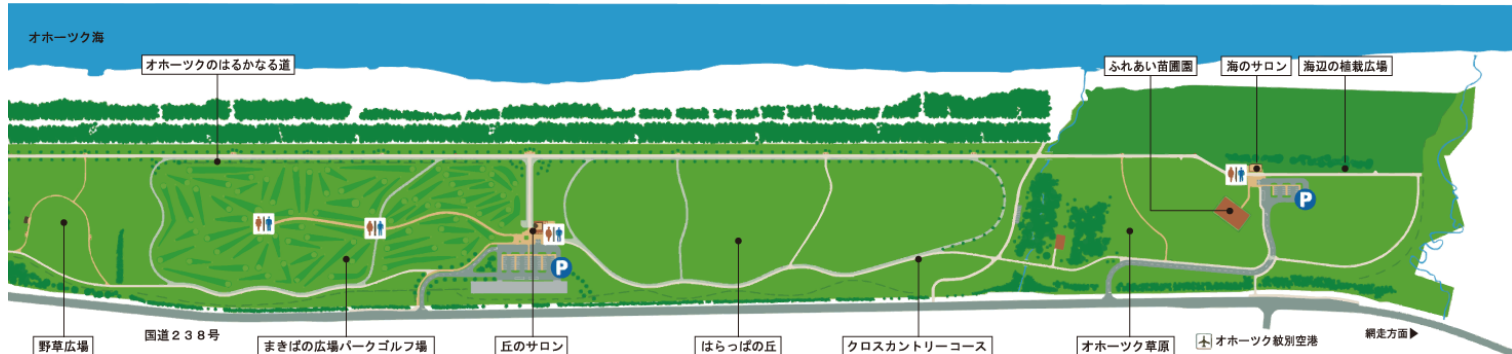 オホーツク海
オホーツクのはるかなる道
ふれあい苗圃園
海のサロン
海辺の植栽広場
P
P
野草広場
国道２３８号
まきばの広場パークゴルフ場
丘のサロン
はらっぱの丘
クロスカントリーコース
オホーツク草原
オホーツク紋別空港
網走方面▶